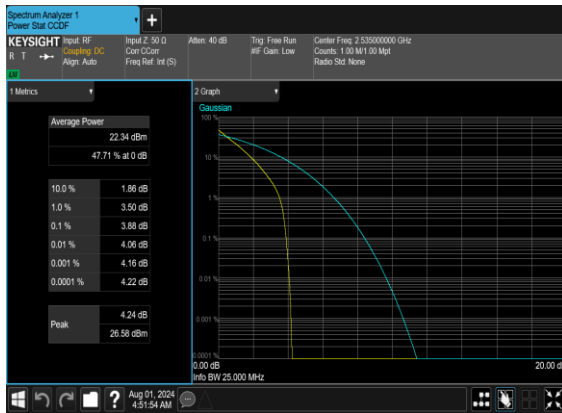 Spectrum Analyzer 1
Power Stat CCDF
KEYSIGHT
R T
LXI
Input: RF
Coupling: DC
Align: Auto
Input Z: 50 Ω
Corr CCorr
Freq Ref: Int (S)
Atten: 40 dB
Trig: Free Run
#IF Gain: Low
Center Freq: 2.535000000 GHz
Counts: 1.00 M/1.00 Mpt
Radio Std: None
1 Metrics
Average Power
22.34 dBm
47.71 % at 0 dB
10.0 % 1.86 dB
1.0 % 3.50 dB
0.1 % 3.88 dB
0.01 % 4.06 dB
0.001 % 4.16 dB
0.0001 % 4.22 dB
Peak
4.24 dB
26.58 dBm
2 Graph
Gaussian
100 %
10 %
1 %
0.1 %
0.01 %
0.001 %
0.0001 %
0.00 dB
20.00 dB
Info BW 25.000 MHz
Aug 01, 2024
4:51:54 AM